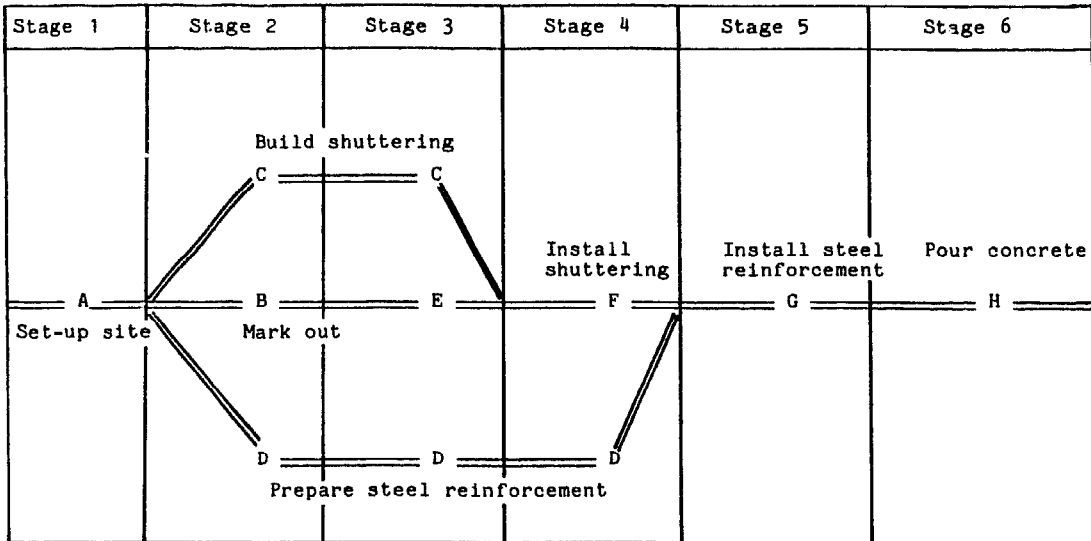 Stage 1 Stage 2 Stage 3 Stage 4 Stage 5 Stage 6
Build shuttering
C C
Install
shuttering
Install steel
reinforcement
Pour concrete
A B E F G H
Set-up site Mark out
D D D
Prepare steel reinforcement